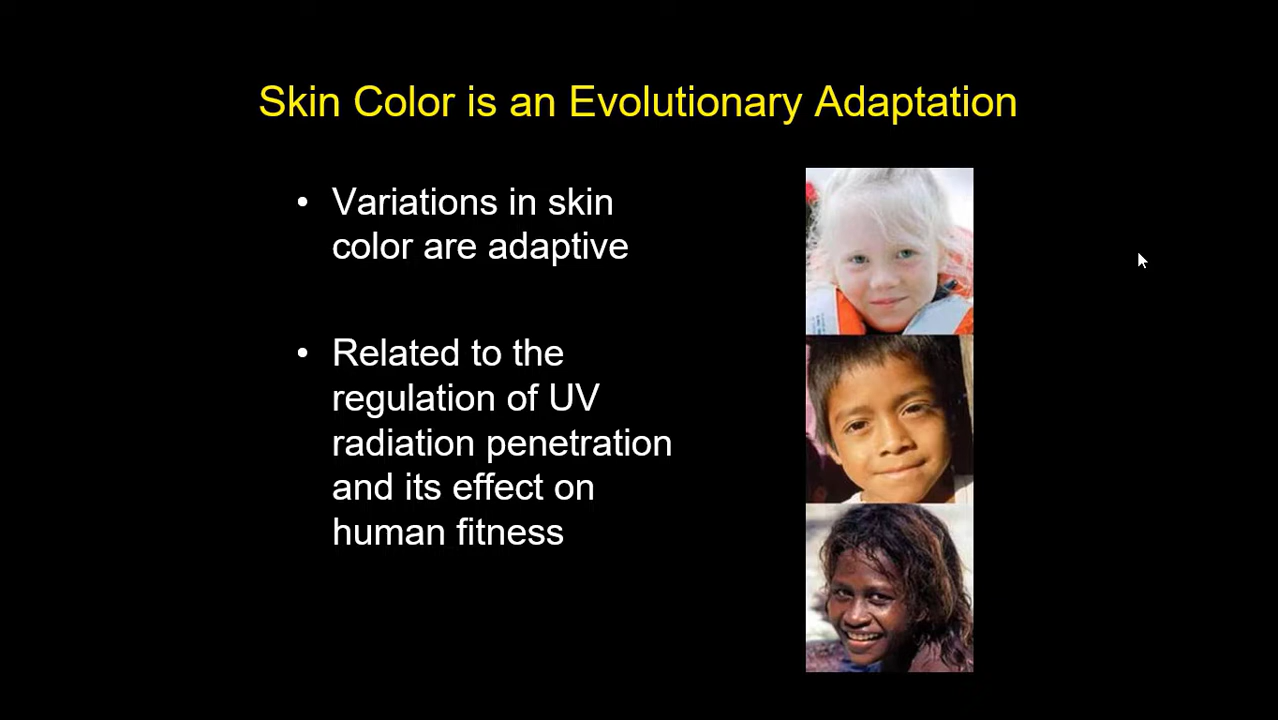 Skin Color is an Evolutionary Adaptation
• Variations in skin
color are adaptive
• Related to the
regulation of UV
radiation penetration
and its effect on
human fitness